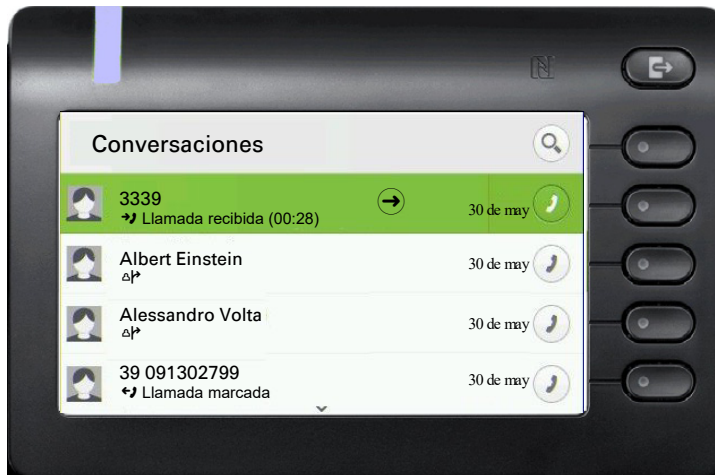 Conversaciones
3339
Llamada recibida (00:28)
30 de may
Albert Einstein
30 de may
Alessandro Volta
30 de may
39 091302799
Llamada marcada
30 de may